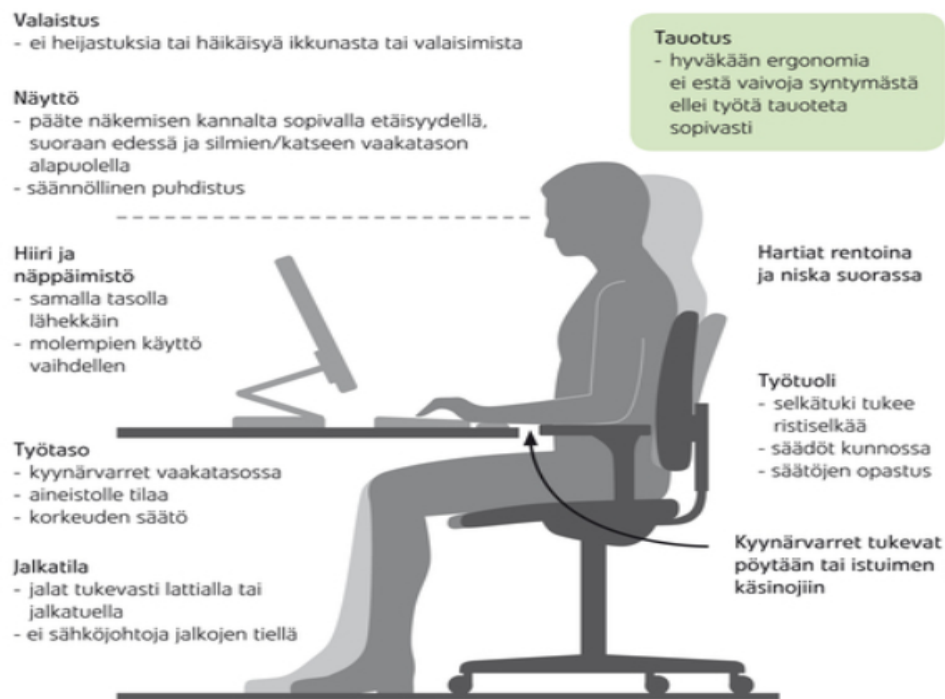 Valaistus
- ei heijastuksia tai häikäisyä ikkunasta tai valaisimista
Näyttö
- pääte näkemisen kannalta sopivalla etäisyydellä,
suoraan edessä ja silmien/katseen vaakatason
alapuolella
- säännöllinen puhdistus
Hiiri ja
näppäimistö
- samalla tasolla
lähekkäin
- molempien käyttö
vaihdellen
Työtaso
- kyynärvarret vaakatasossa
- aineistolle tilaa
- korkeuden säätö
Jalkatila
- jalat tukevasti lattialla tai
jalkatuella
- ei sähköjohtoja jalkojen tiellä
Tauotus
- hyväkään ergonomia
ei estä vaivoja syntymästä
ellei työtä tauoteta
sopivasti
Hartiat rentoina
ja niska suorassa
Työtuoli
- selkätuki tukee
ristiselkää
- säädöt kunnossa
- säätöjen opastus
Kyynärvarret tukevat
pöytään tai istuimen
käsinojiin